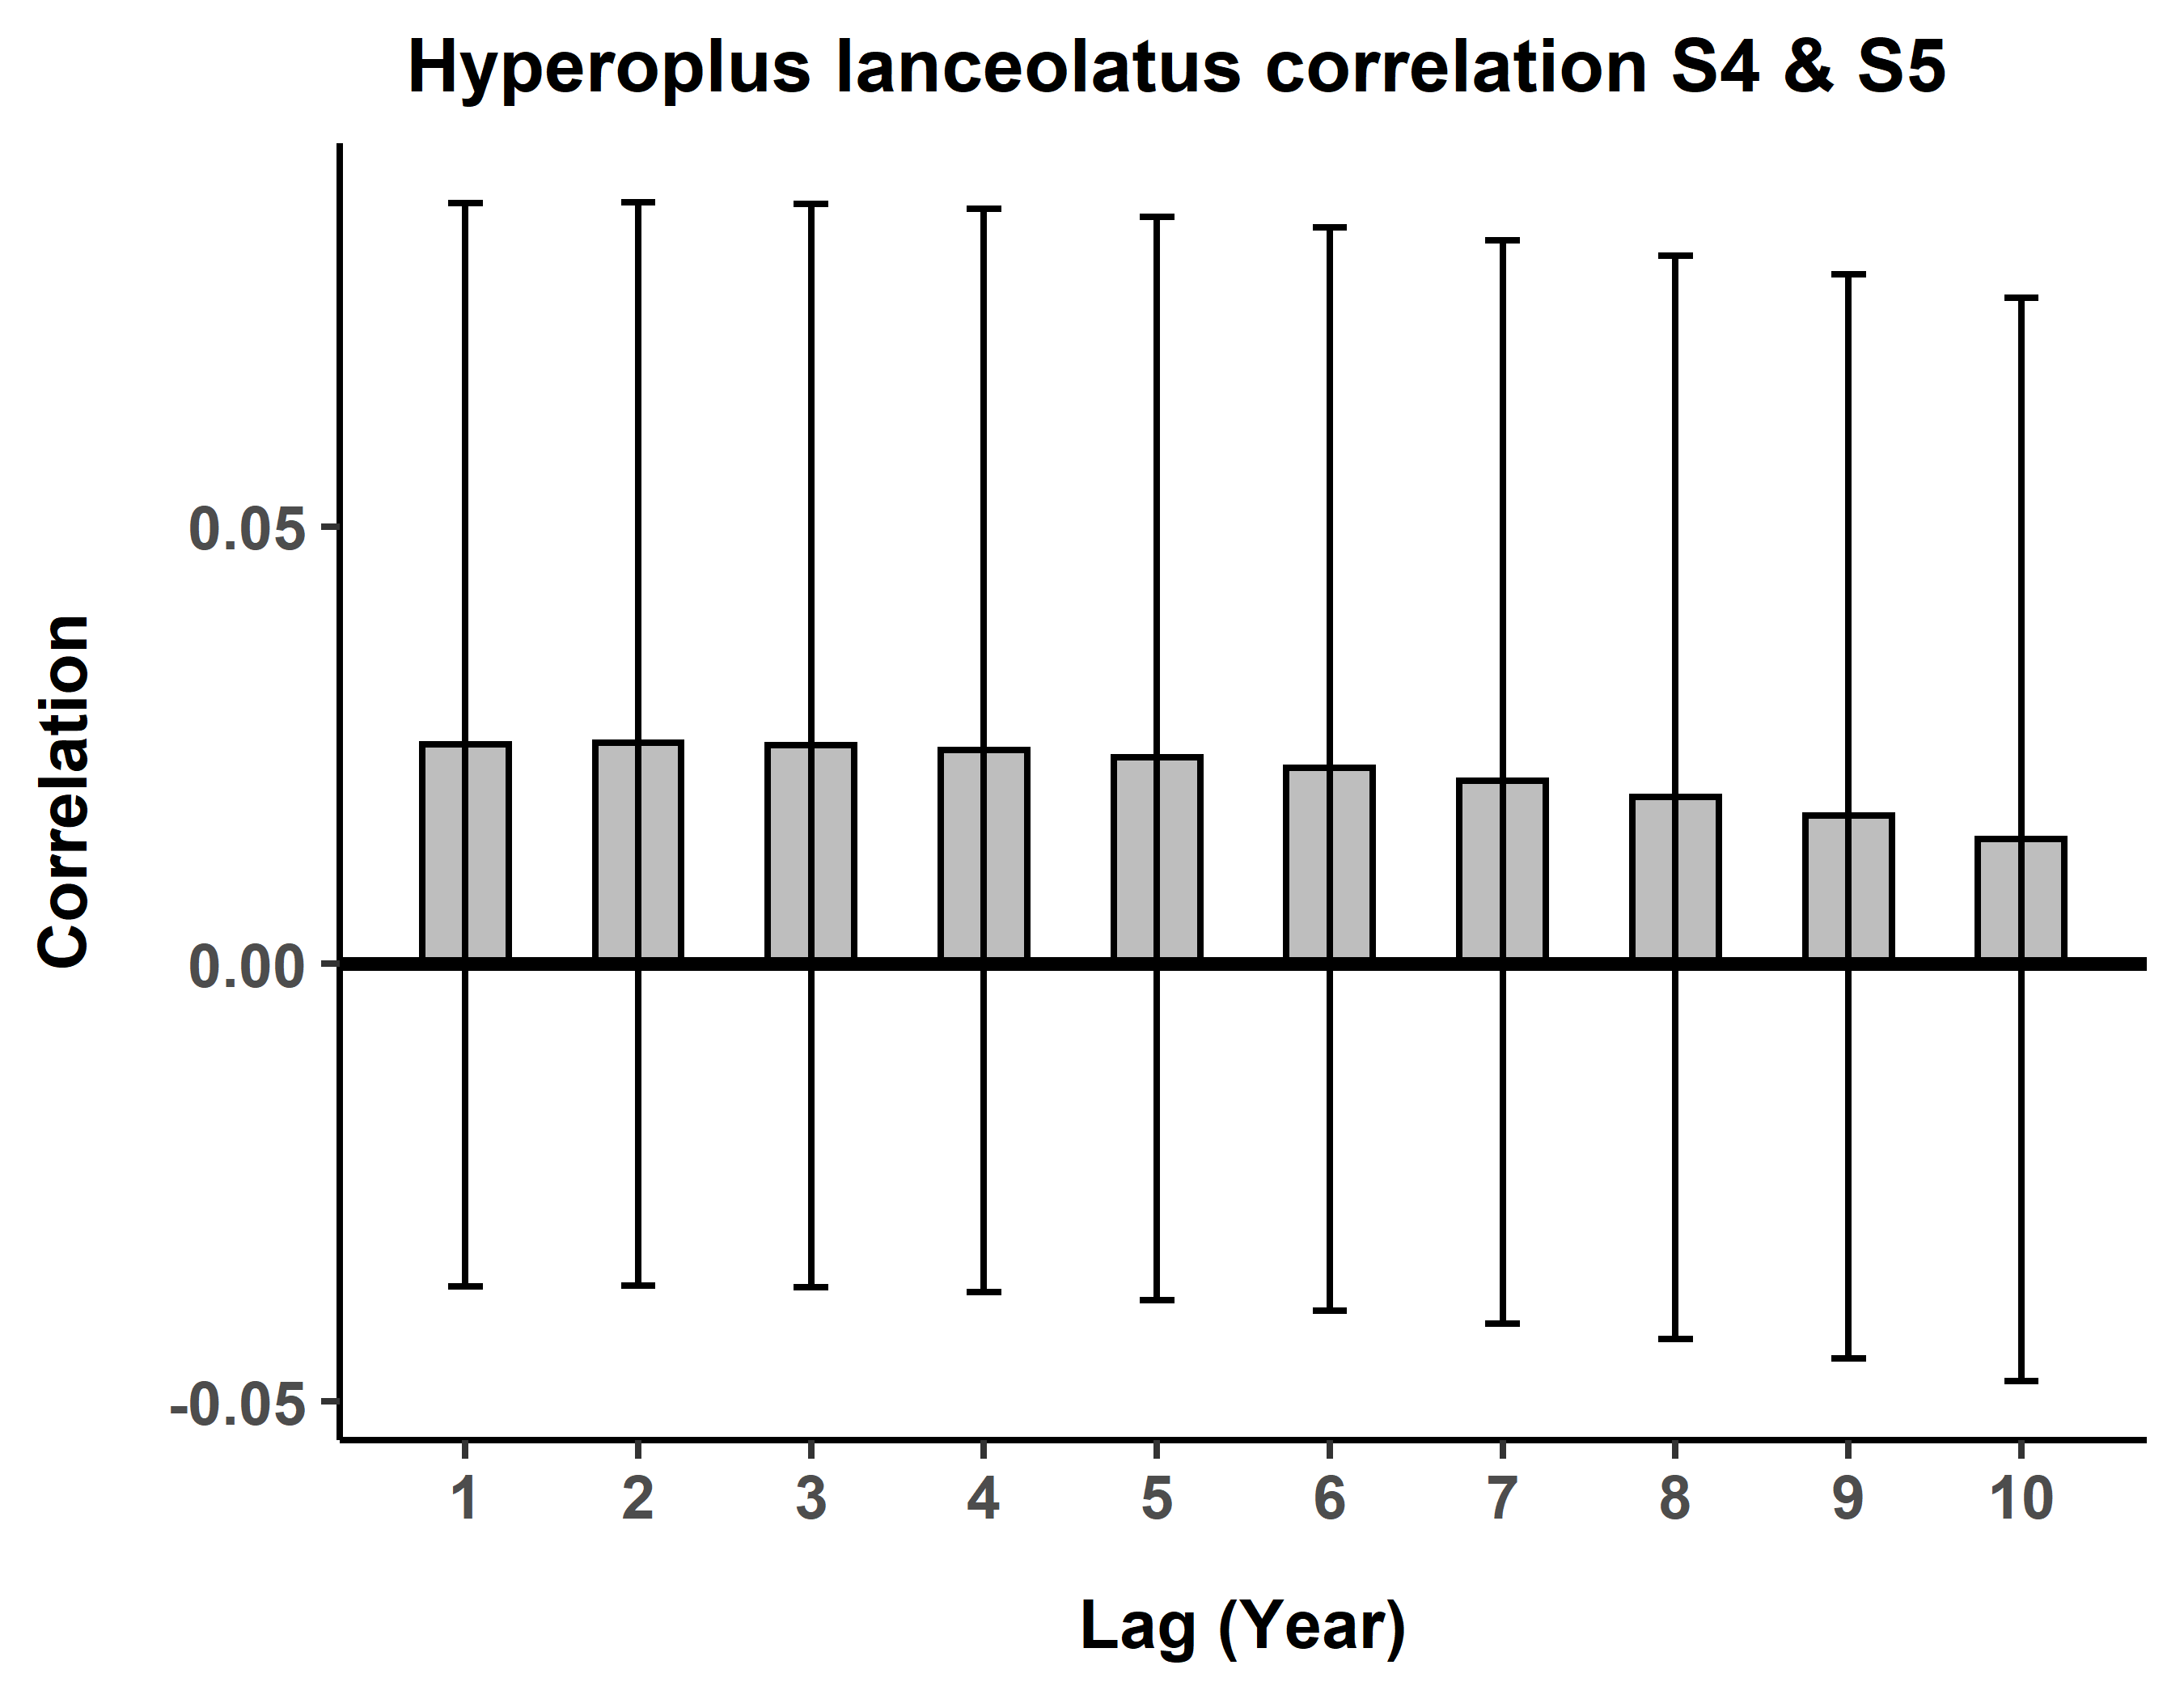 Hyperoplus lanceolatus correlation S4 & S5
Correlation
0.05
0.00
-0.05
1 2 3 4 5 6 7 8 9 10
Lag (Year)